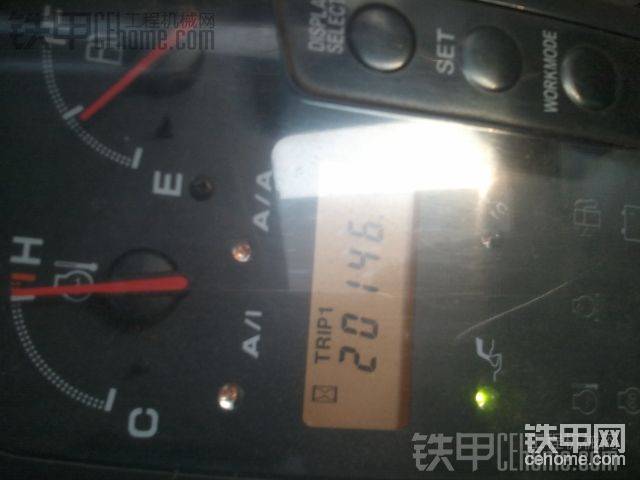 铁甲工程机械网
cehome.com
DISPLAY
SELECT
SET
WORKMODE
E
H
A/A
A/I
C
TRIP1
20146
铁甲网
cehome.com